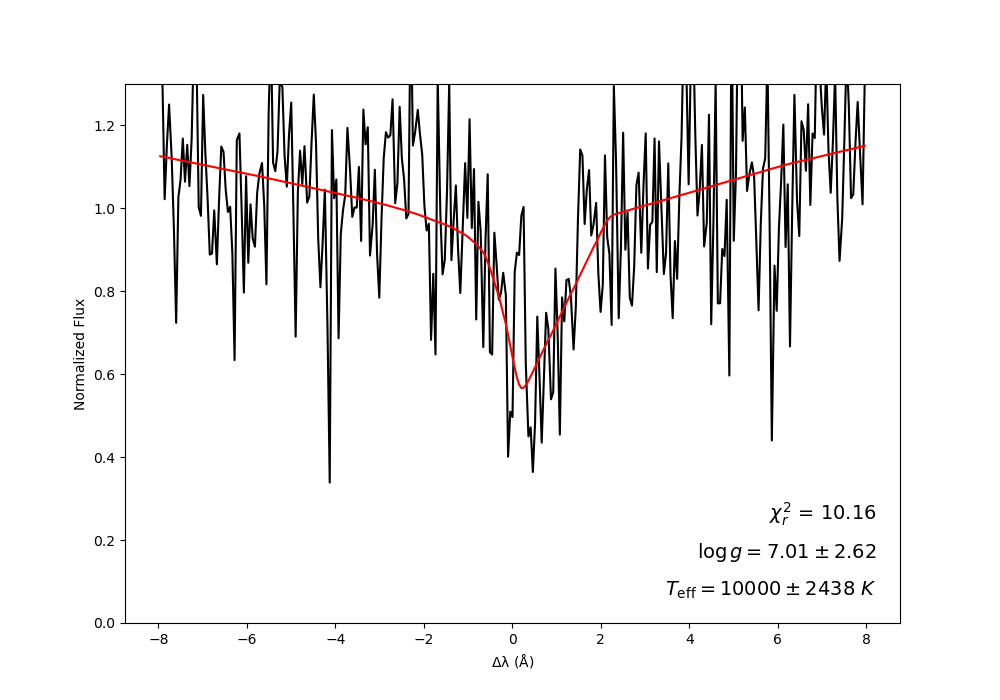 1.2
1.0
0.8
0.6
0.4
0.2
0.0
Normalized Flux
χ²ᵣ = 10.16
log g = 7.01 ± 2.62
T_eff = 10000 ± 2438 K
−8 −6 −4 −2 0 2 4 6 8
Δλ (Å)